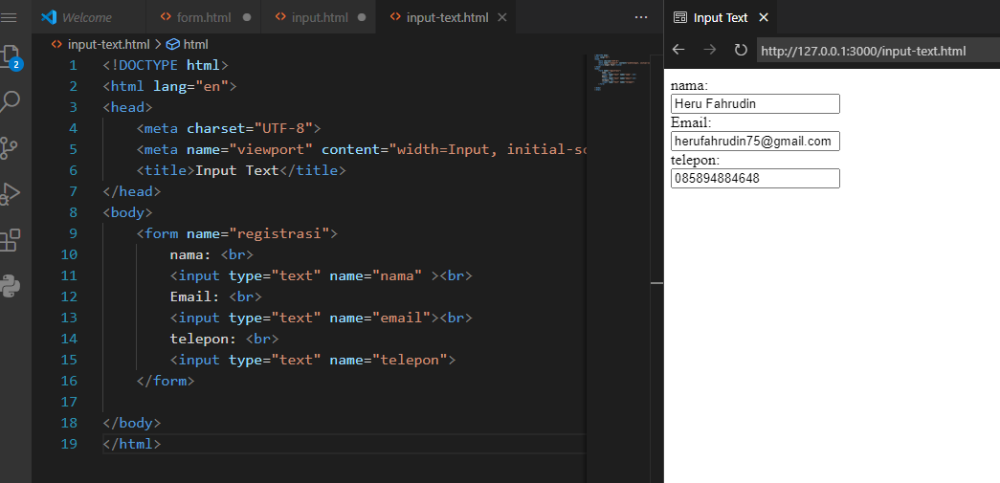 Welcome form.html input.html input-text.html
input-text.html > html
2
1 <!DOCTYPE html>
2 <html lang="en">
3 <head>
4 <meta charset="UTF-8">
5 <meta name="viewport" content="width=Input, initial-sc
6 <title>Input Text</title>
7 </head>
8 <body>
9 <form name="registrasi">
10 nama: <br>
11 <input type="text" name="nama" ><br>
12 Email: <br>
13 <input type="text" name="email"><br>
14 telepon: <br>
15 <input type="text" name="telepon">
16 </form>
17
18 </body>
19 </html>
Input Text
http://127.0.0.1:3000/input-text.html
nama:
Heru Fahrudin
Email:
herufahrudin75@gmail.com
telepon:
085894884648